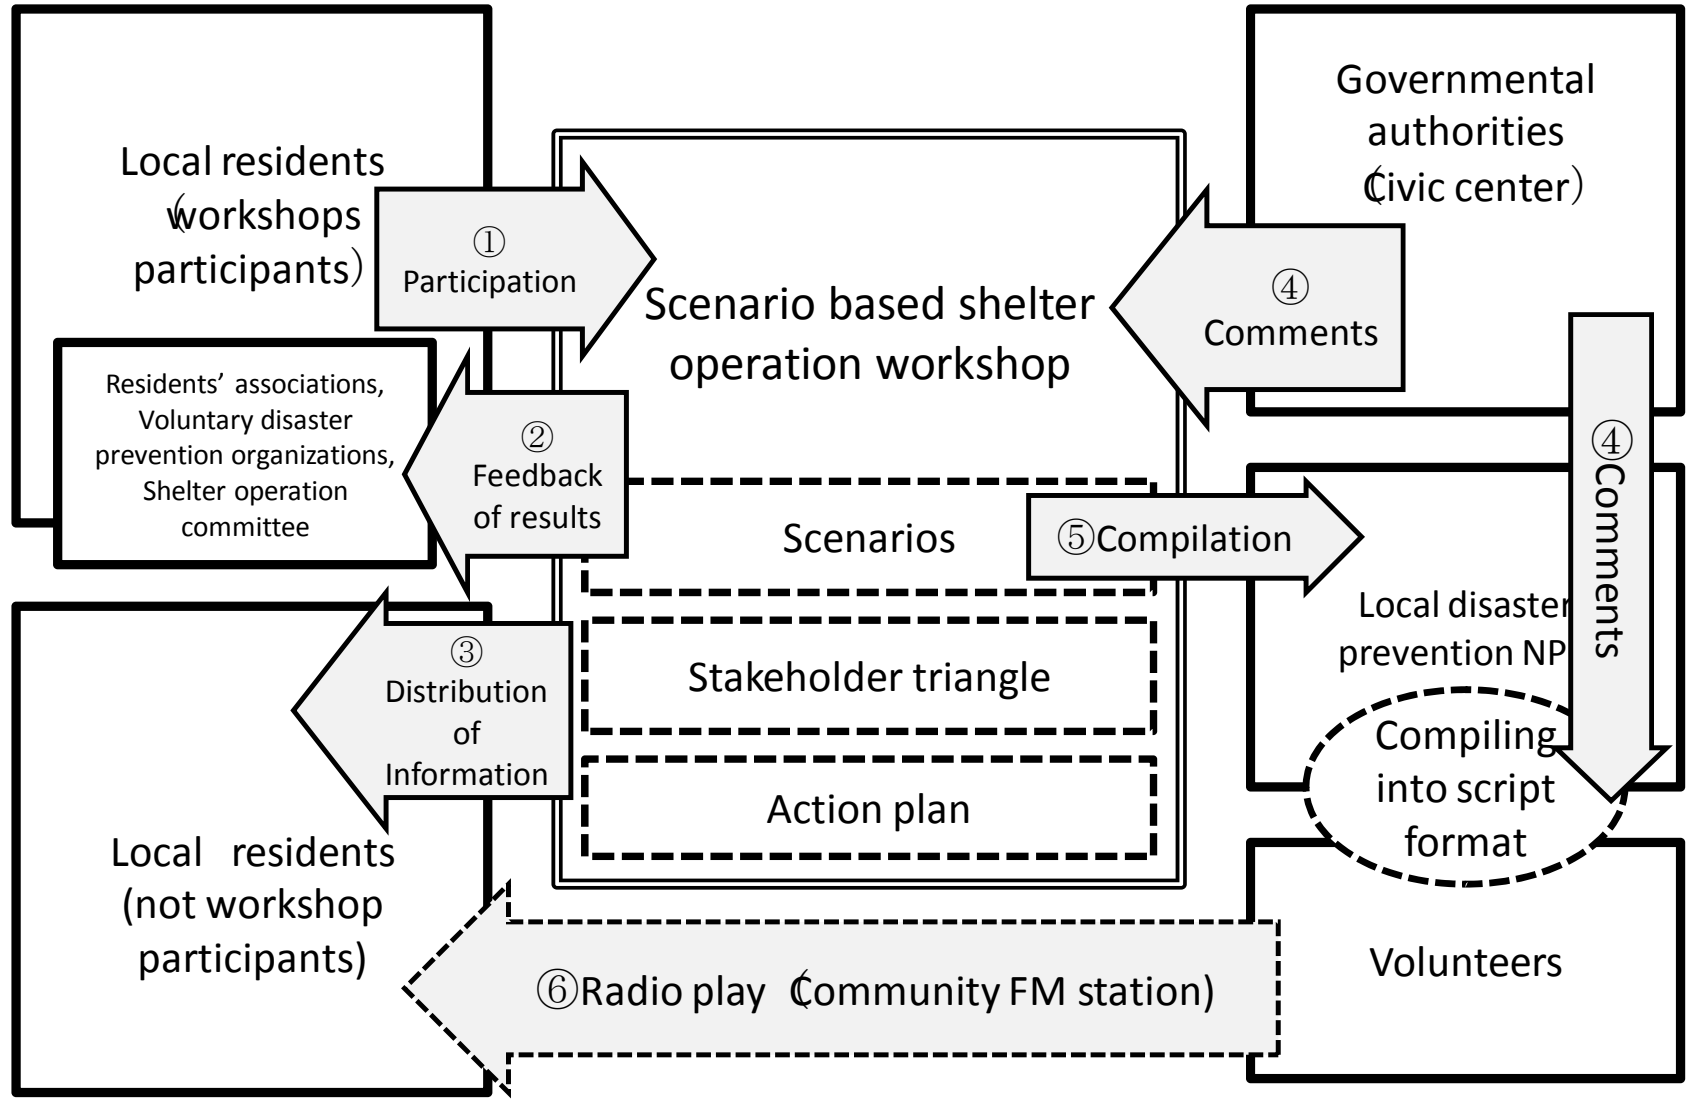 Local residents
(workshops
participants)
①
Participation
Residents' associations,
Voluntary disaster
prevention organizations,
Shelter operation
committee
②
Feedback
of results
③
Distribution
of
Information
Local residents
(not workshop
participants)
Scenario based shelter
operation workshop
Scenarios
Stakeholder triangle
Action plan
Governmental
authorities
(Civic center)
④
Comments
④Comments
⑤Compilation
Local disaster
prevention NP
Compiling
into script
format
Volunteers
⑥Radio play (Community FM station)